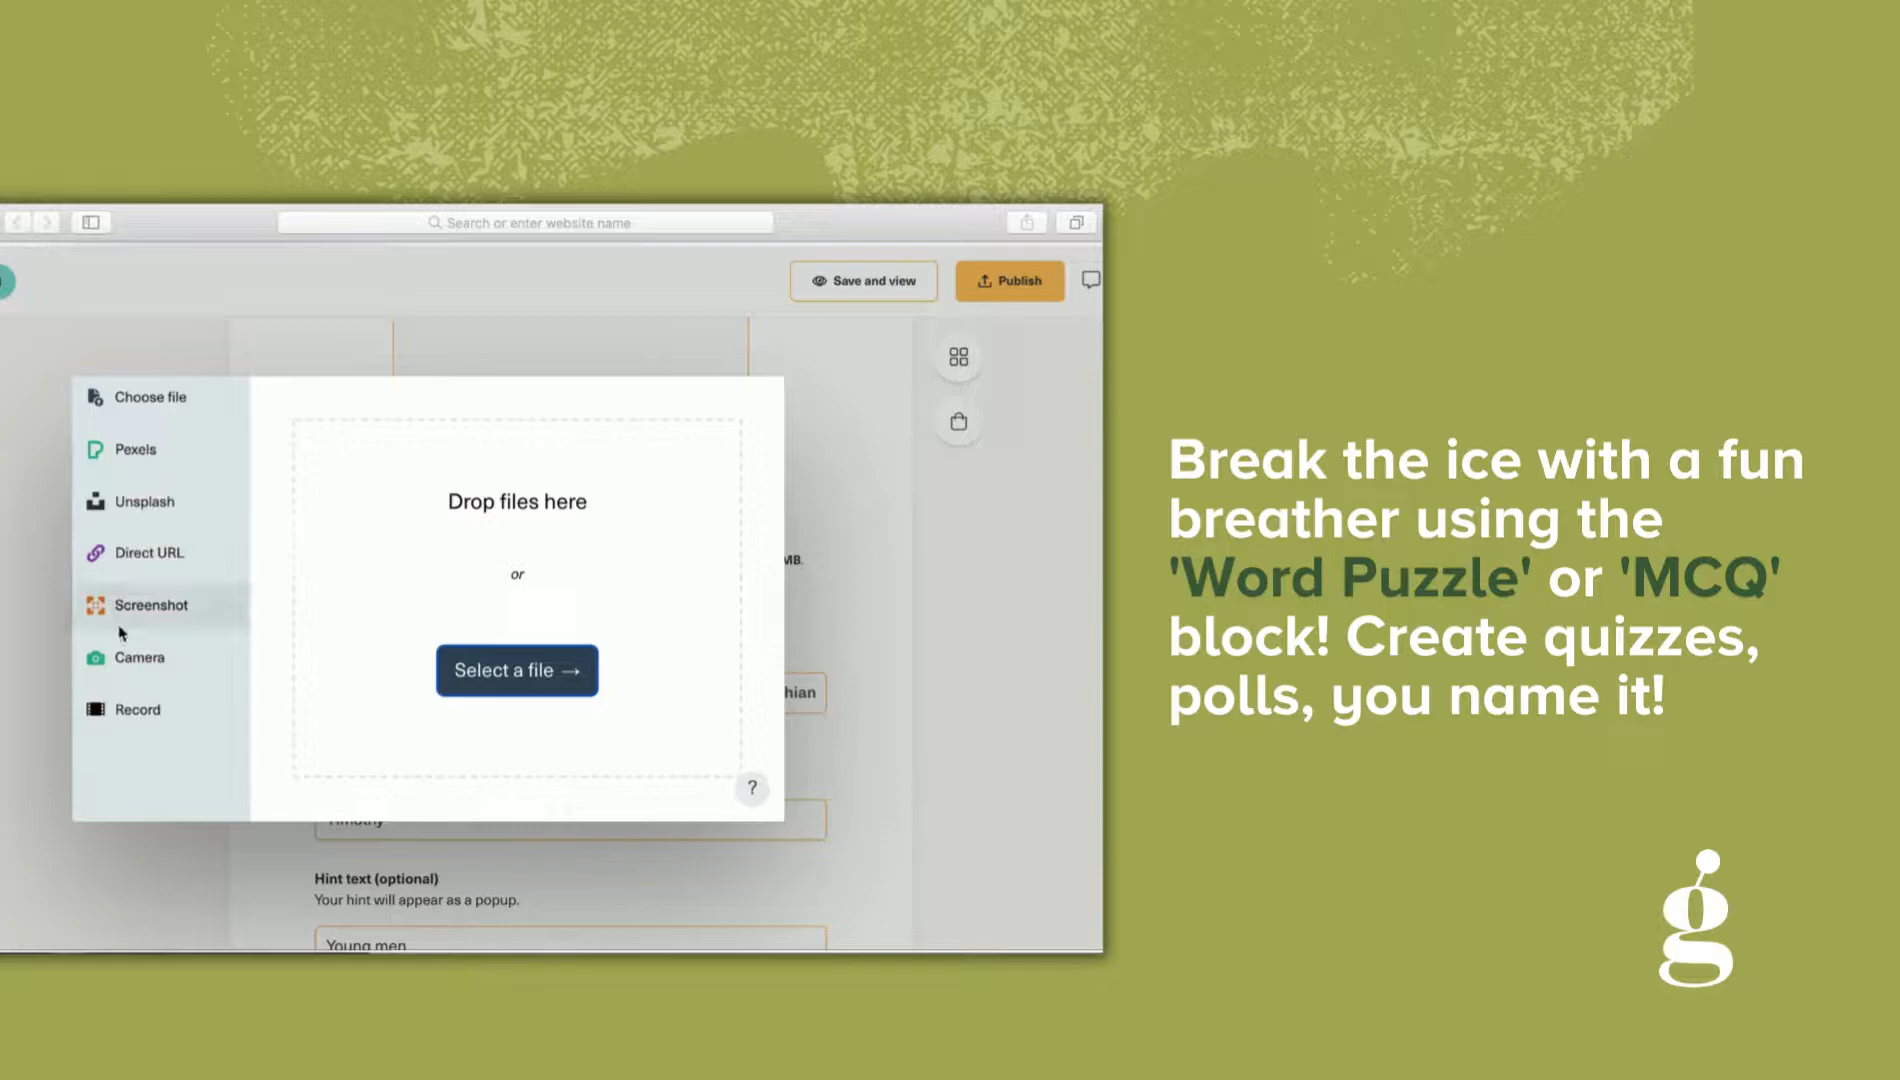 Search or enter website name
Save and view
Publish
Choose file
Pexels
Unsplash
Direct URL
Screenshot
Camera
Record
Drop files here
or
Select a file →
?
MB.
hian
Timothy
Hint text (optional)
Your hint will appear as a popup.
Young men
Break the ice with a fun
breather using the
'Word Puzzle' or 'MCQ'
block! Create quizzes,
polls, you name it!
g